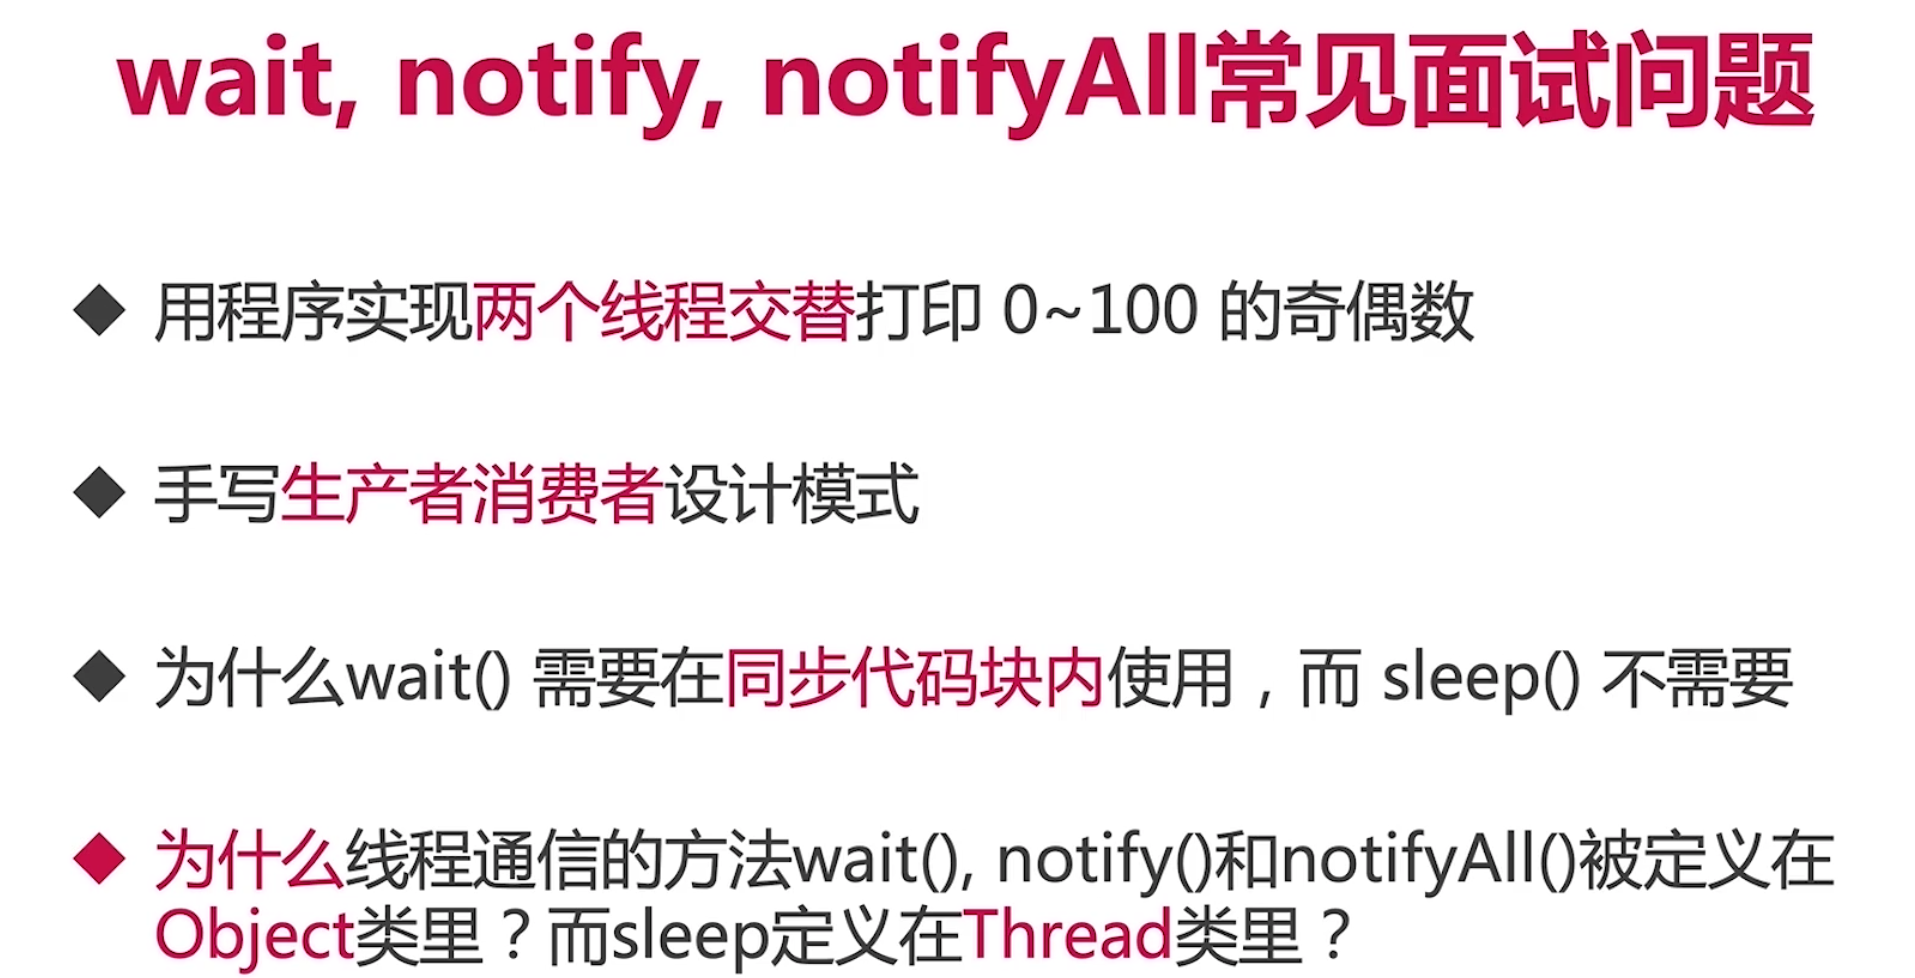 wait, notify, notifyAll常见面试问题
◆ 用程序实现两个线程交替打印 0~100 的奇偶数
◆ 手写生产者消费者设计模式
◆ 为什么wait() 需要在同步代码块内使用，而 sleep() 不需要
◆ 为什么线程通信的方法wait(), notify()和notifyAll()被定义在
Object类里？而sleep定义在Thread类里？